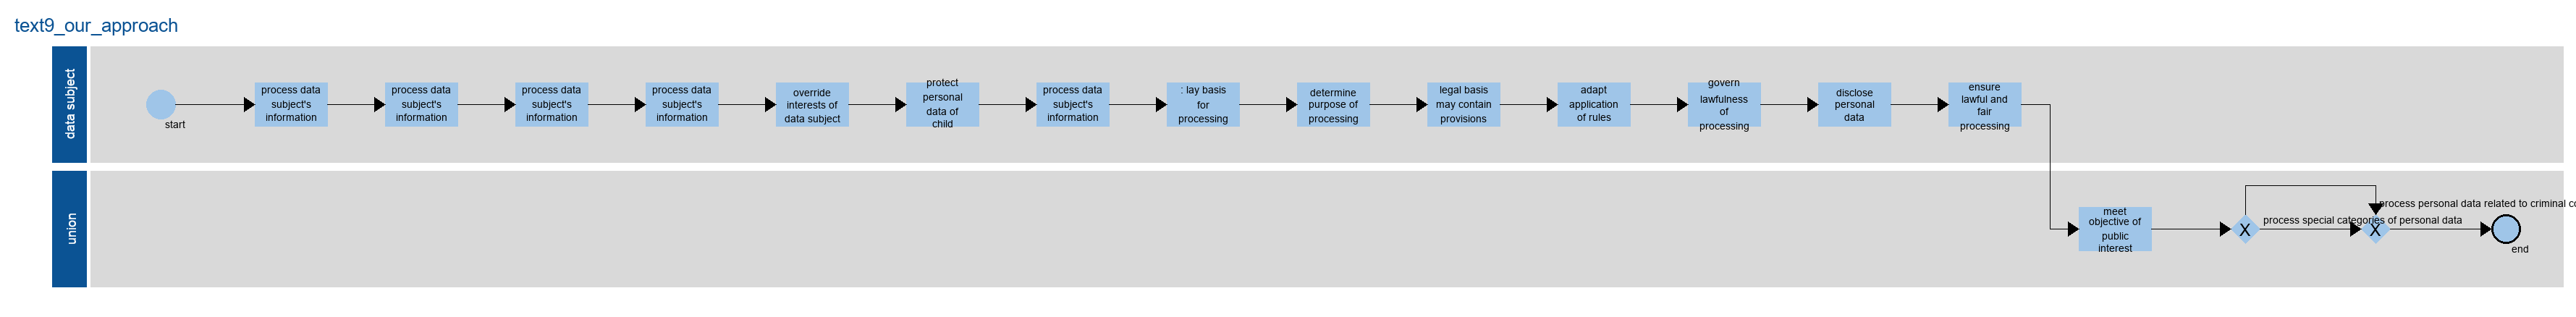 text9_our_approach
data subject
start
process data
subject's
information
process data
subject's
information
process data
subject's
information
process data
subject's
information
override
interests of
data subject
protect
personal
data of
child
process data
subject's
information
: lay basis
for
processing
determine
purpose of
processing
legal basis
may contain
provisions
adapt
application
of rules
govern
lawfulness
of
processing
disclose
personal
data
ensure
lawful and
fair
processing
union
meet
objective of
public
interest
X
process special categories of personal data
process personal data related to criminal
X
end